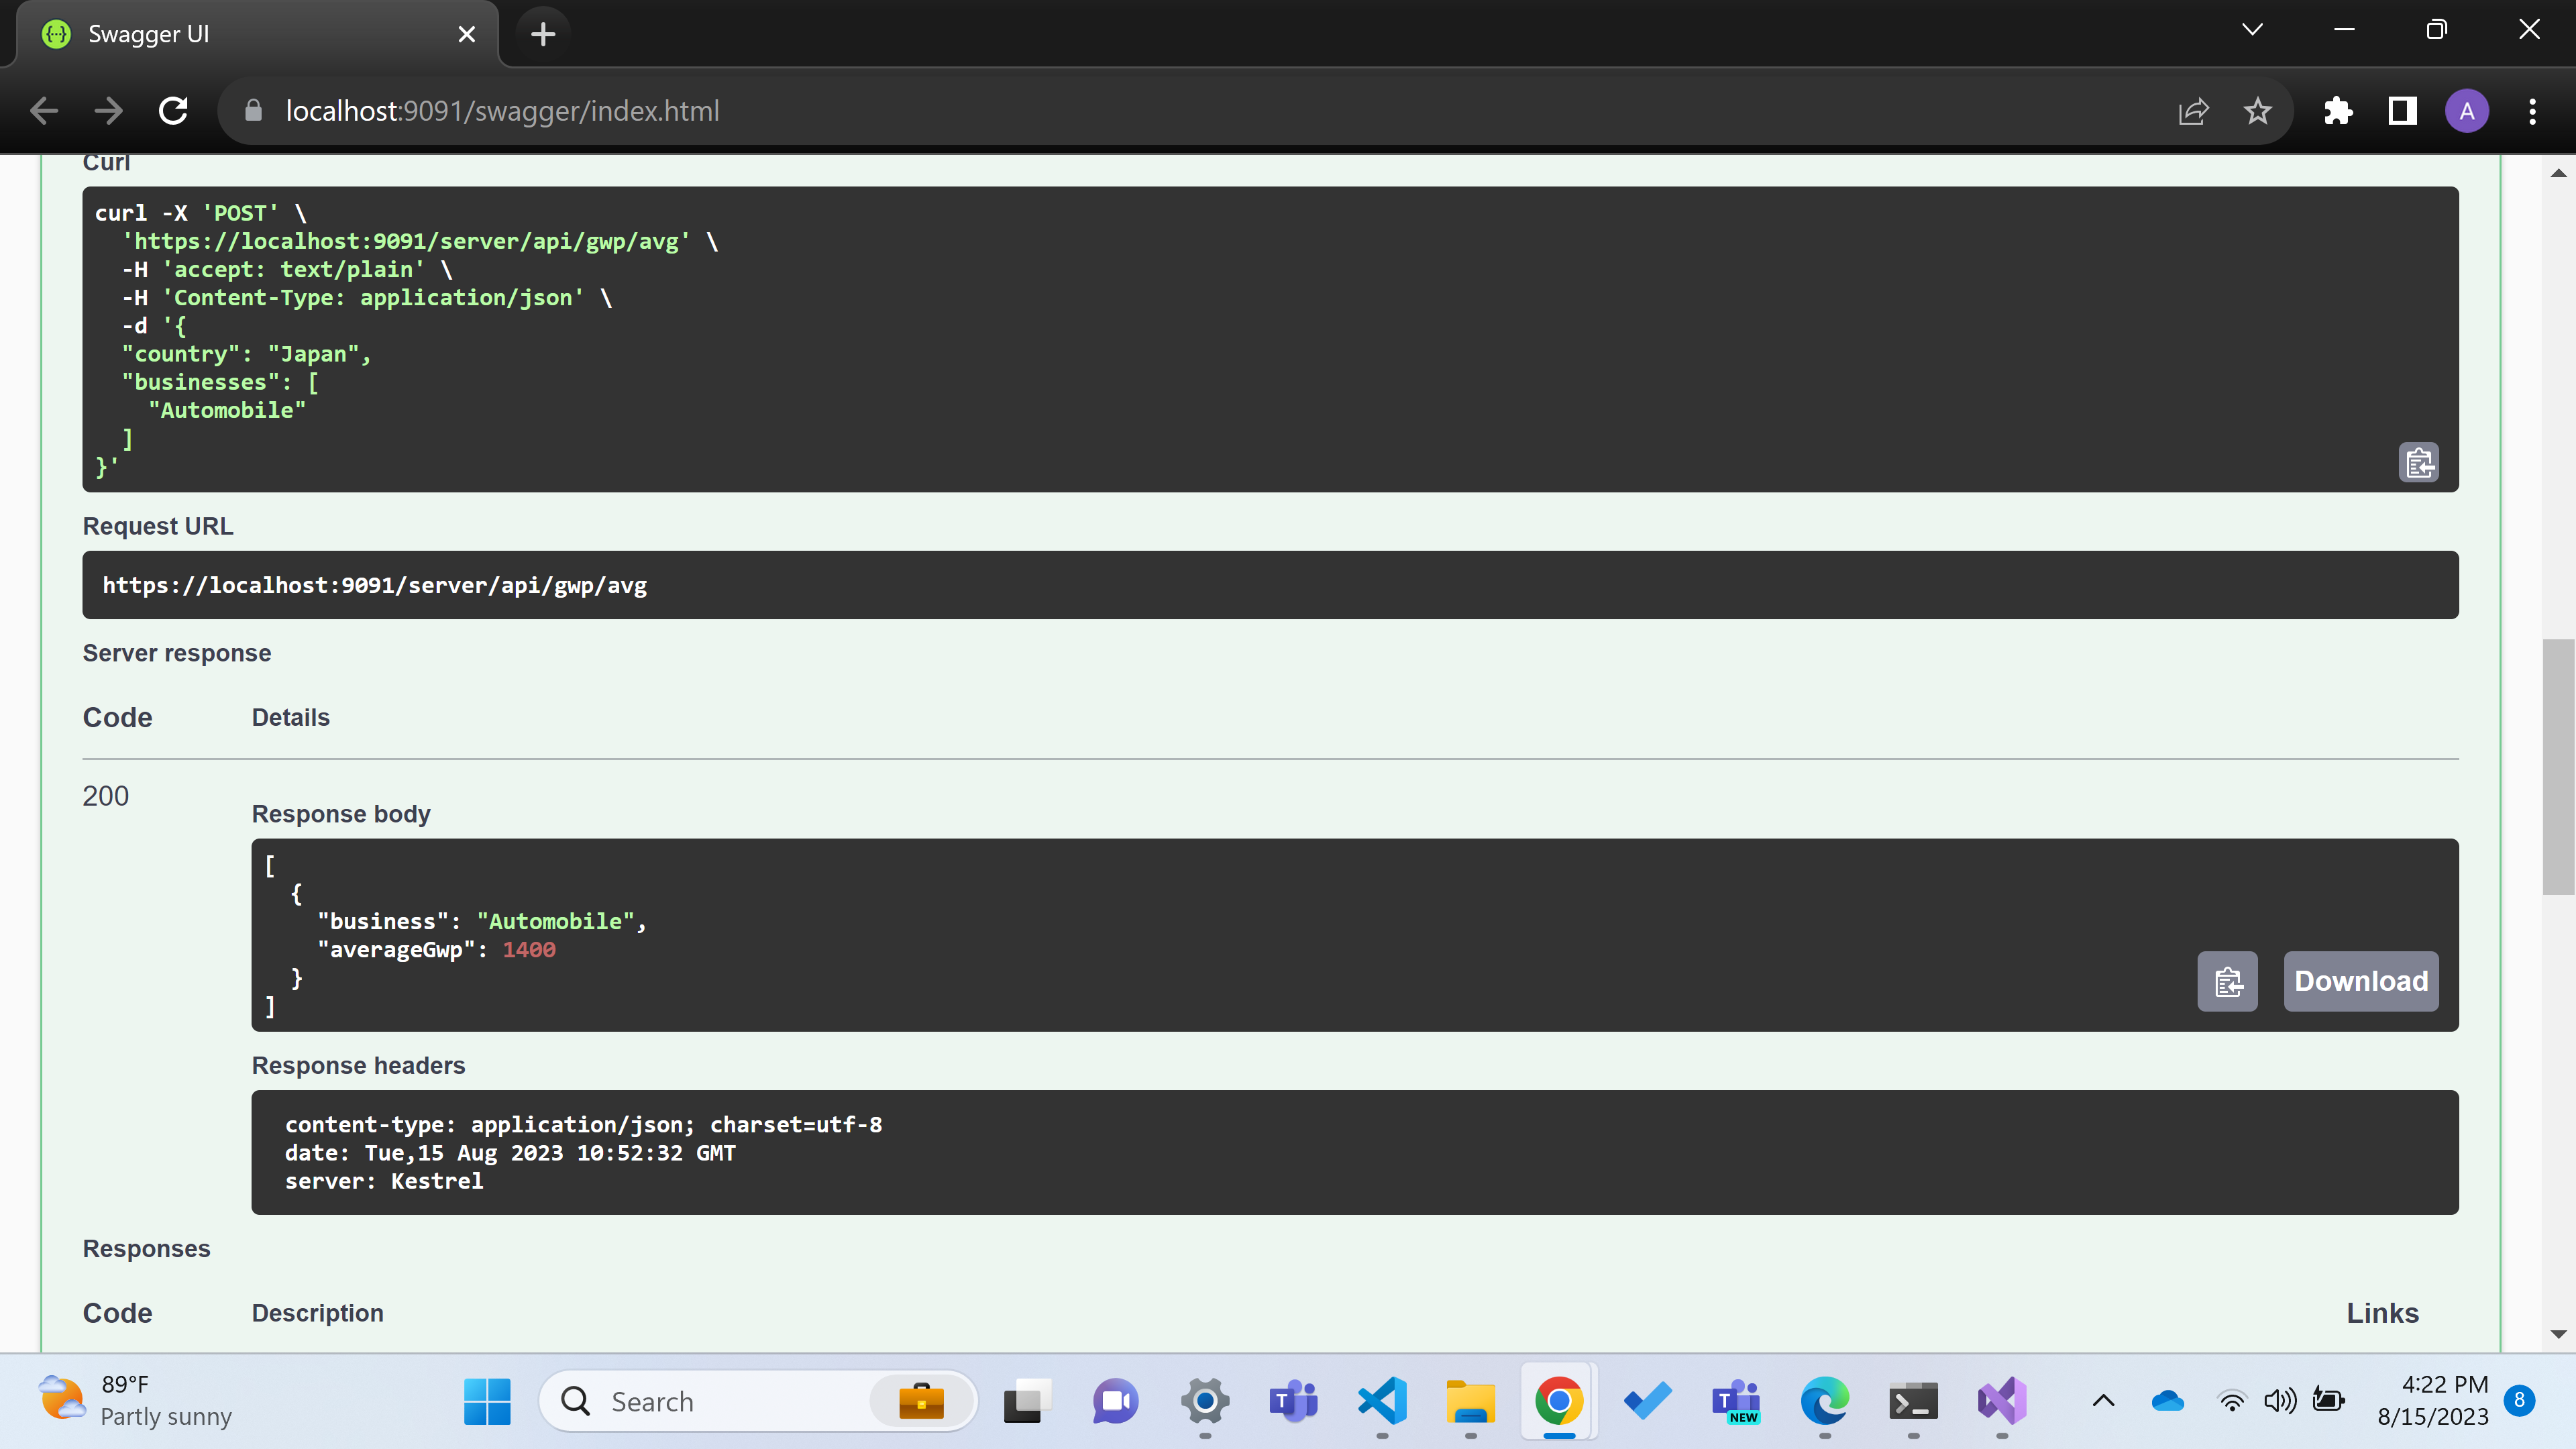 Swagger UI
localhost:9091/swagger/index.html
A
Curl
curl -X 'POST' \
  'https://localhost:9091/server/api/gwp/avg' \
  -H 'accept: text/plain' \
  -H 'Content-Type: application/json' \
  -d '{
  "country": "Japan",
  "businesses": [
    "Automobile"
  ]
}'
Request URL
https://localhost:9091/server/api/gwp/avg
Server response
Code Details
200
Response body
[
  {
    "business": "Automobile",
    "averageGwp": 1400
  }
]
Download
Response headers
content-type: application/json; charset=utf-8
date: Tue,15 Aug 2023 10:52:32 GMT
server: Kestrel
Responses
Code Description Links
89°F
Partly sunny
Search
T
T
NEW
4:22 PM
8/15/2023
8